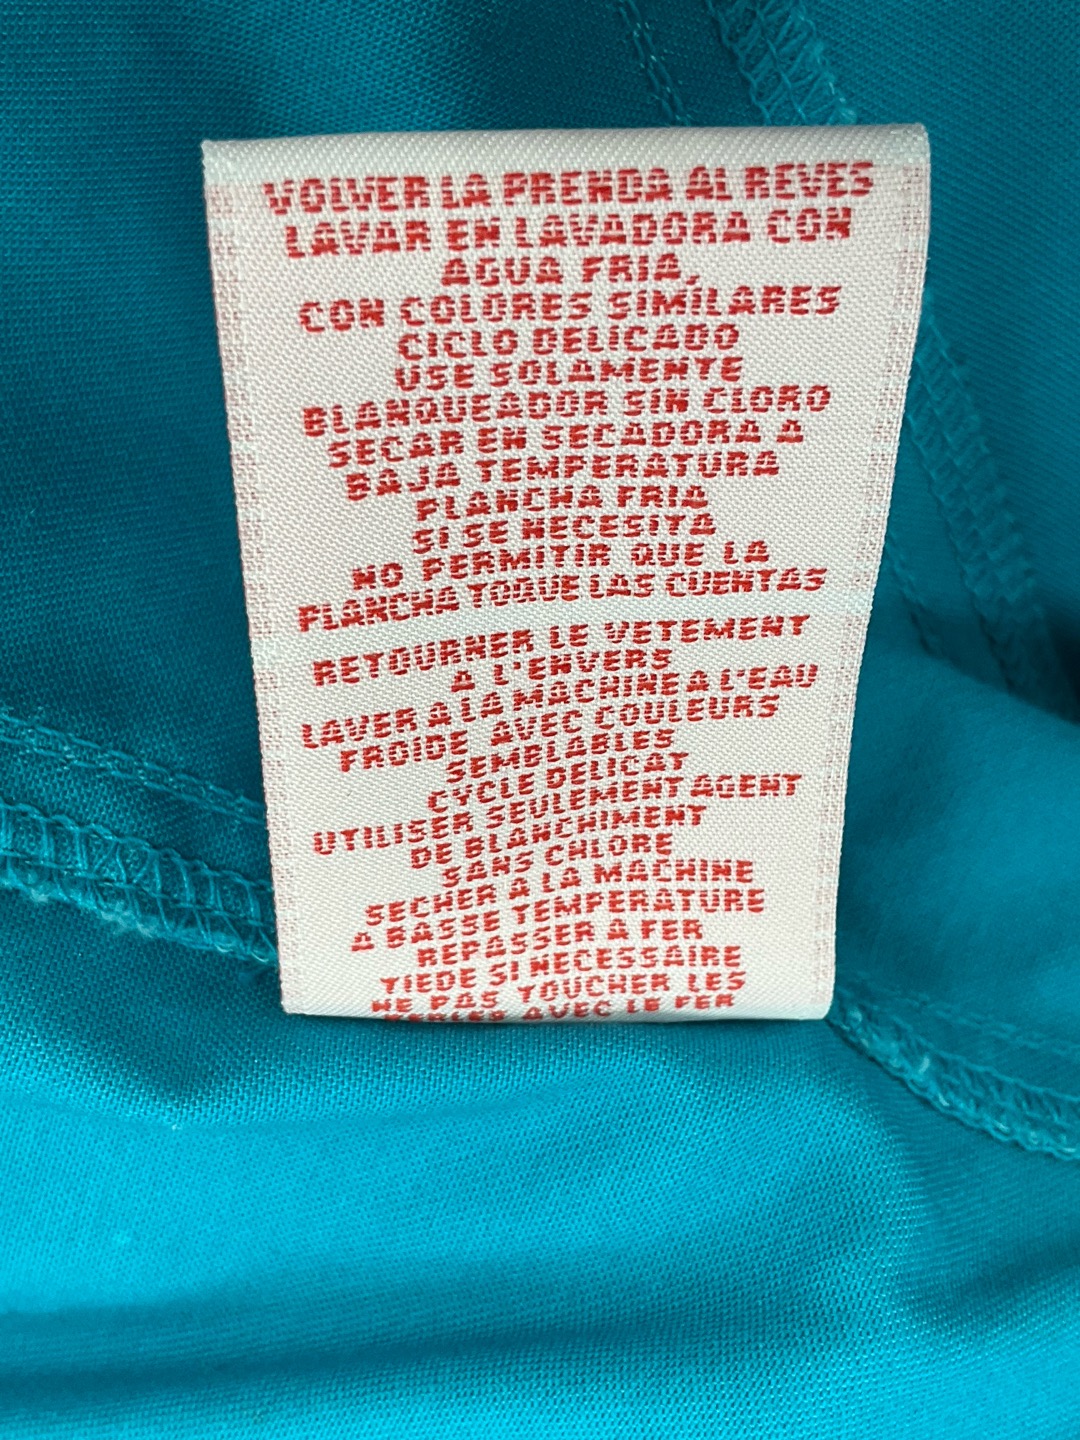 VOLVER LA PRENDA AL REVES
LAVAR EN LAVADORA CON
AGUA FRIA,
CON COLORES SIMILARES
CICLO DELICADO
USE SOLAMENTE
BLANQUEADOR SIN CLORO
SECAR EN SECADORA A
BAJA TEMPERATURA
PLANCHA FRIA
SI SE NECESITA
NO PERMITIR QUE LA
PLANCHA TOQUE LAS CUENTAS
RETOURNER LE VETEMENT
A L'ENVERS
LAVER A LA MACHINE A L'EAU
FROIDE AVEC COULEURS
SEMBLABLES
CYCLE DELICAT
UTILISER SEULEMENT AGENT
DE BLANCHIMENT
SANS CHLORE
SECHER A LA MACHINE
A BASSE TEMPERATURE
REPASSER A FER
TIEDE SI NECESSAIRE
NE PAS TOUCHER LES
AVEC LE FER